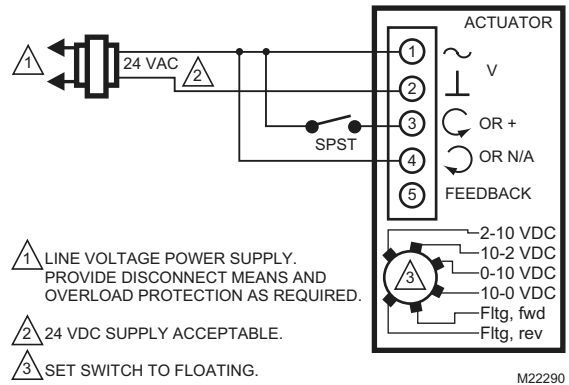 ACTUATOR
1
24 VAC
2
1
V
2
3
OR +
SPST
4
OR N/A
5
FEEDBACK
2-10 VDC
10-2 VDC
0-10 VDC
10-0 VDC
Fltg, fwd
Fltg, rev
3
1 LINE VOLTAGE POWER SUPPLY.
PROVIDE DISCONNECT MEANS AND
OVERLOAD PROTECTION AS REQUIRED.
2 24 VDC SUPPLY ACCEPTABLE.
3 SET SWITCH TO FLOATING.
M22290